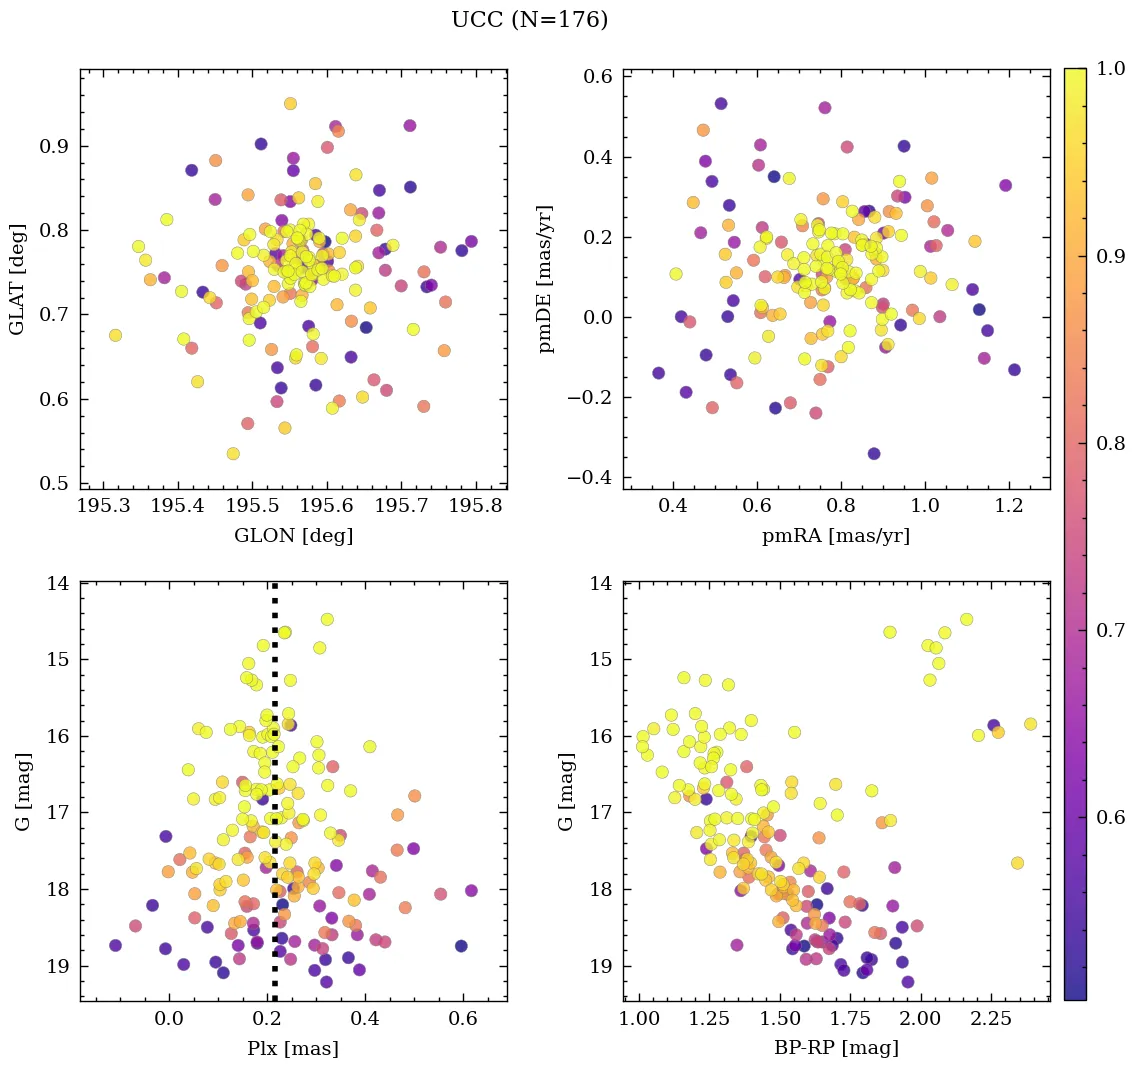 UCC (N=176)
0.9
0.8
0.7
0.6
0.5
GLAT [deg]
195.3 195.4 195.5 195.6 195.7 195.8
GLON [deg]
0.6
0.4
0.2
0.0
−0.2
−0.4
pmDE [mas/yr]
0.4 0.6 0.8 1.0 1.2
pmRA [mas/yr]
14
15
16
17
18
19
G [mag]
0.0 0.2 0.4 0.6
Plx [mas]
14
15
16
17
18
19
G [mag]
1.00 1.25 1.50 1.75 2.00 2.25
BP-RP [mag]
1.0
0.9
0.8
0.7
0.6